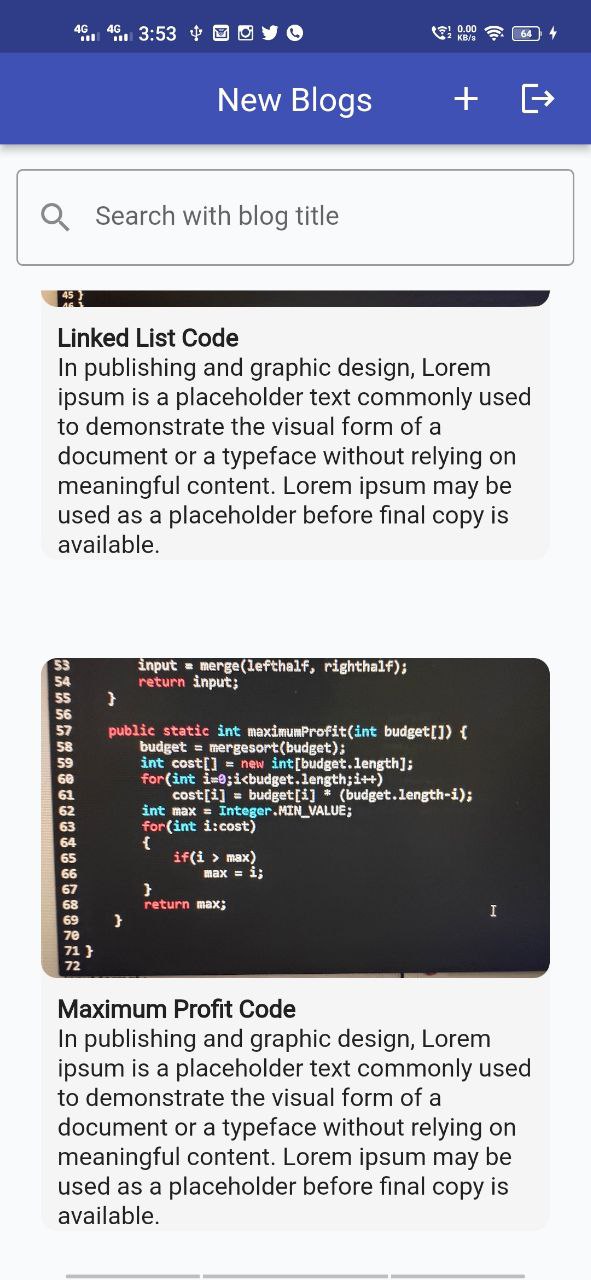 4G 4G 3:53 0.00 KB/s 64
New Blogs
Search with blog title
45 }
46 }
Linked List Code
In publishing and graphic design, Lorem
ipsum is a placeholder text commonly used
to demonstrate the visual form of a
document or a typeface without relying on
meaningful content. Lorem ipsum may be
used as a placeholder before final copy is
available.
53 input = merge(lefthalf, righthalf);
54 return input;
55 }
56
57 public static int maximumProfit(int budget[]) {
58 budget = mergesort(budget);
59 int cost[] = new int[budget.length];
60 for(int i=0;i<budget.length;i++)
61 cost[i] = budget[i] * (budget.length-i);
62 int max = Integer.MIN_VALUE;
63 for(int i:cost)
64 {
65 if(i > max)
66 max = i;
67 }
68 return max;
69 }
70
71 }
72
Maximum Profit Code
In publishing and graphic design, Lorem
ipsum is a placeholder text commonly used
to demonstrate the visual form of a
document or a typeface without relying on
meaningful content. Lorem ipsum may be
used as a placeholder before final copy is
available.